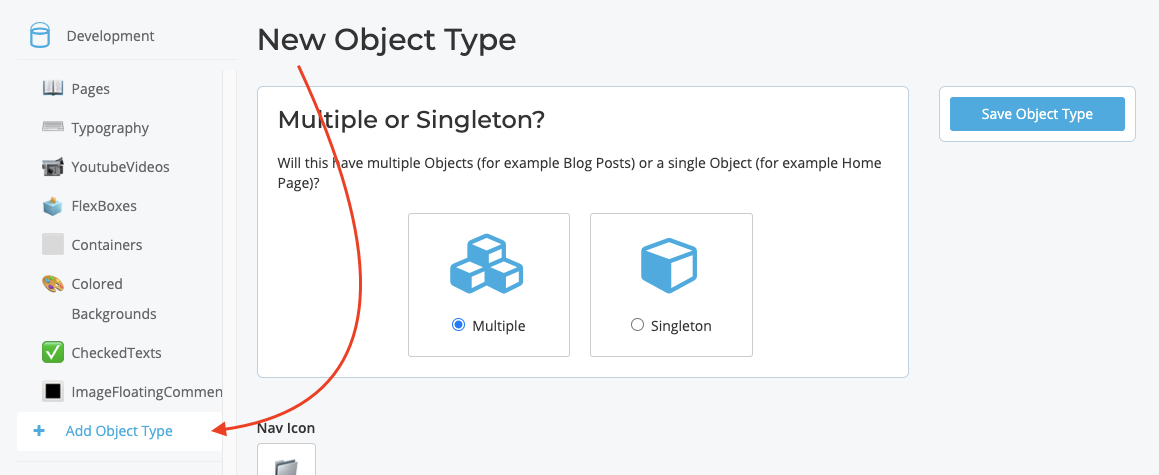 Development
Pages
Typography
YoutubeVideos
FlexBoxes
Containers
Colored
Backgrounds
CheckedTexts
ImageFloatingCommen
+ Add Object Type
New Object Type
Multiple or Singleton?
Will this have multiple Objects (for example Blog Posts) or a single Object (for example Home
Page)?
Multiple
Singleton
Nav Icon
Save Object Type